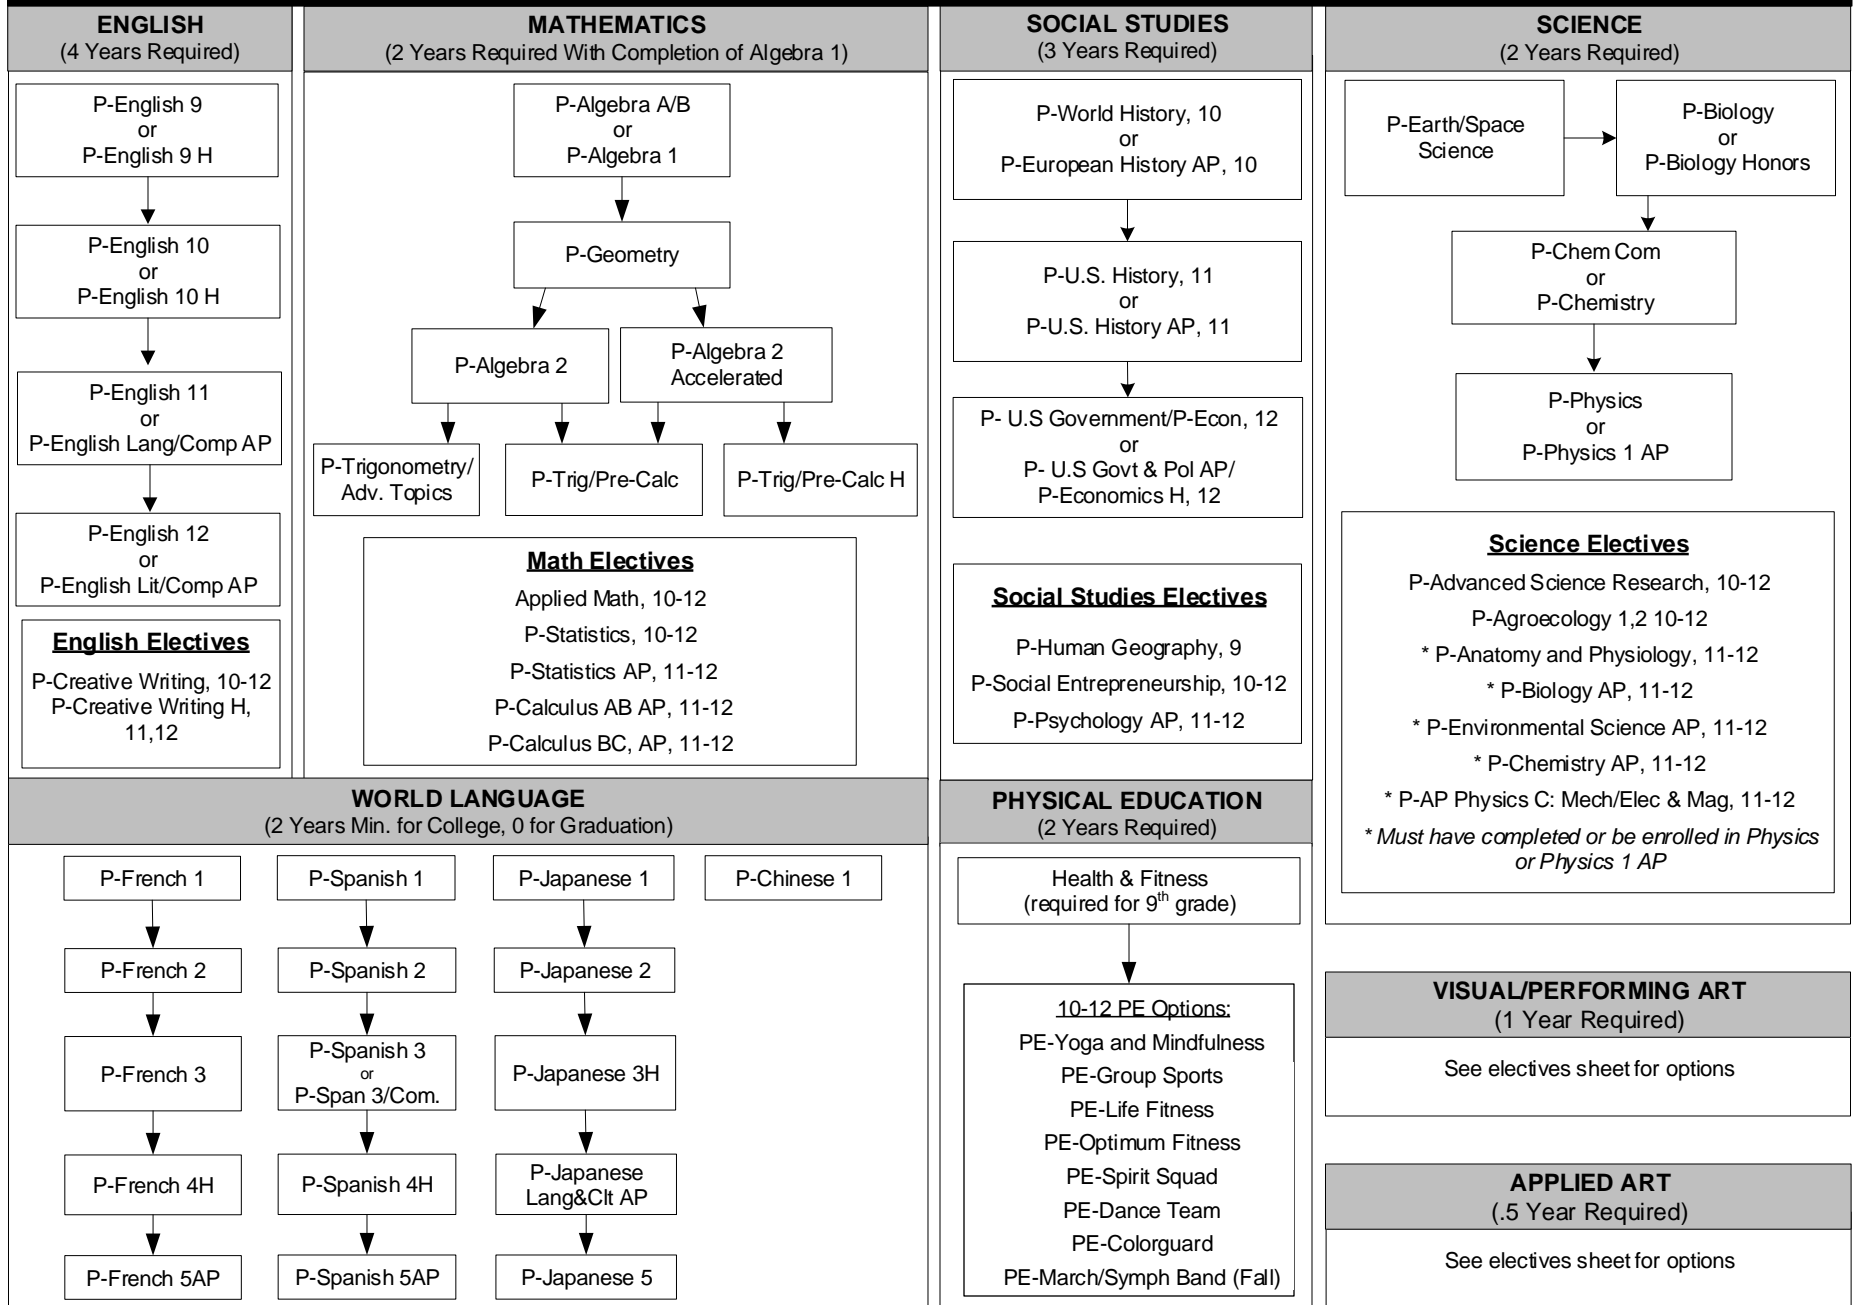 ENGLISH
(4 Years Required)
P-English 9
or
P-English 9 H
P-English 10
or
P-English 10 H
P-English 11
or
P-English Lang/Comp AP
P-English 12
or
P-English Lit/Comp AP
English Electives
P-Creative Writing, 10-12
P-Creative Writing H,
11,12
MATHEMATICS
(2 Years Required With Completion of Algebra 1)
P-Algebra A/B
or
P-Algebra 1
P-Geometry
P-Algebra 2
P-Algebra 2
Accelerated
P-Trigonometry/
Adv. Topics
P-Trig/Pre-Calc
P-Trig/Pre-Calc H
Math Electives
Applied Math, 10-12
P-Statistics, 10-12
P-Statistics AP, 11-12
P-Calculus AB AP, 11-12
P-Calculus BC, AP, 11-12
SOCIAL STUDIES
(3 Years Required)
P-World History, 10
or
P-European History AP, 10
P-U.S. History, 11
or
P-U.S. History AP, 11
P- U.S Government/P-Econ, 12
or
P- U.S Govt & Pol AP/
P-Economics H, 12
Social Studies Electives
P-Human Geography, 9
P-Social Entrepreneurship, 10-12
P-Psychology AP, 11-12
SCIENCE
(2 Years Required)
P-Earth/Space
Science
P-Biology
or
P-Biology Honors
P-Chem Com
or
P-Chemistry
P-Physics
or
P-Physics 1 AP
Science Electives
P-Advanced Science Research, 10-12
P-Agroecology 1,2 10-12
* P-Anatomy and Physiology, 11-12
* P-Biology AP, 11-12
* P-Environmental Science AP, 11-12
* P-Chemistry AP, 11-12
* P-AP Physics C: Mech/Elec & Mag, 11-12
* Must have completed or be enrolled in Physics
or Physics 1 AP
WORLD LANGUAGE
(2 Years Min. for College, 0 for Graduation)
P-French 1
P-French 2
P-French 3
P-French 4H
P-French 5AP
P-Spanish 1
P-Spanish 2
P-Spanish 3
or
P-Span 3/Com.
P-Spanish 4H
P-Spanish 5AP
P-Japanese 1
P-Japanese 2
P-Japanese 3H
P-Japanese
Lang&Clt AP
P-Japanese 5
P-Chinese 1
PHYSICAL EDUCATION
(2 Years Required)
Health & Fitness
(required for 9th grade)
10-12 PE Options:
PE-Yoga and Mindfulness
PE-Group Sports
PE-Life Fitness
PE-Optimum Fitness
PE-Spirit Squad
PE-Dance Team
PE-Colorguard
PE-March/Symph Band (Fall)
VISUAL/PERFORMING ART
(1 Year Required)
See electives sheet for options
APPLIED ART
(.5 Year Required)
See electives sheet for options